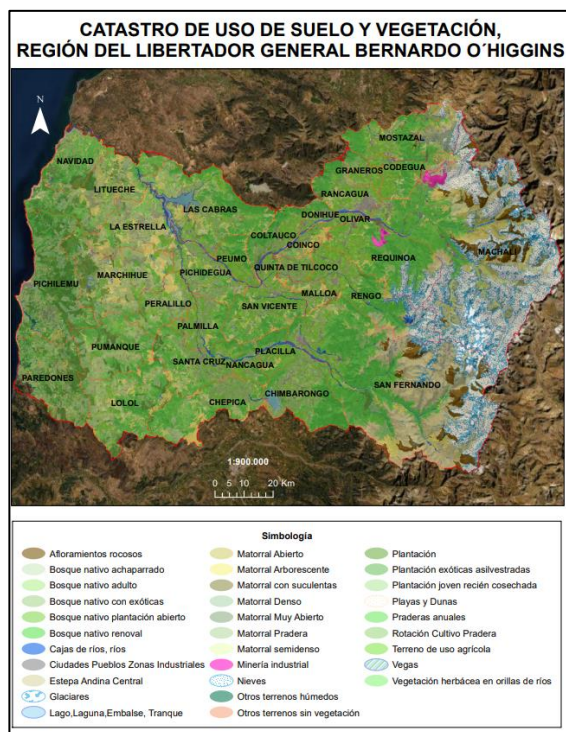 CATASTRO DE USO DE SUELO Y VEGETACIÓN,
REGIÓN DEL LIBERTADOR GENERAL BERNARDO O´HIGGINS
N
MOSTAZAL
CODEGUA
GRANEROS
RANCAGUA
NAVIDAD
LITUECHE
LAS CABRAS
DOÑIHUE
OLIVAR
LA ESTRELLA
COLTAUCO
COINCO
MACHALI
PEUMO
REQUINOA
QUINTA DE TILCOCO
PICHILEMU
MARCHIHUE
PICHIDEGUA
MALLOA
RENGO
PERALILLO
SAN VICENTE
PALMILLA
PUMANQUE
PLACILLA
SANTA CRUZ
NANCAGUA
PAREDONES
SAN FERNANDO
LOLOL
CHEPICA
CHIMBARONGO
1:900.000
0 5 10 20 Km
Simbología
Afloramientos rocosos
Bosque nativo achaparrado
Bosque nativo adulto
Bosque nativo con exóticas
Bosque nativo plantación abierto
Bosque nativo renoval
Cajas de ríos, ríos
Ciudades Pueblos Zonas Industriales
Estepa Andina Central
Glaciares
Lago,Laguna,Embalse, Tranque
Matorral Abierto
Matorral Arborescente
Matorral con suculentas
Matorral Denso
Matorral Muy Abierto
Matorral Pradera
Matorral semidenso
Minería industrial
Nieves
Otros terrenos húmedos
Otros terrenos sin vegetación
Plantación
Plantación exóticas asilvestradas
Plantación joven recién cosechada
Playas y Dunas
Praderas anuales
Rotación Cultivo Pradera
Terreno de uso agrícola
Vegas
Vegetación herbácea en orillas de ríos